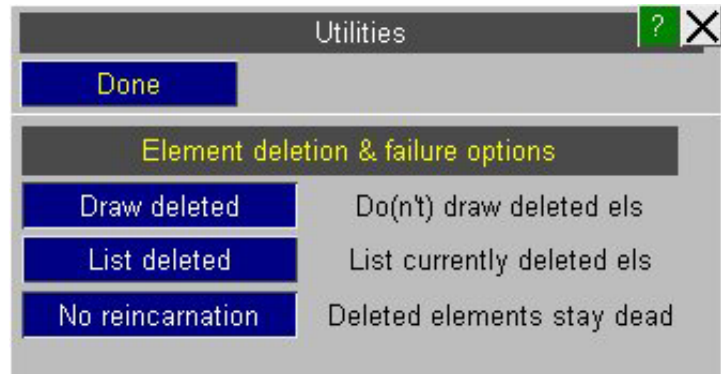 Utilities ?
Done
Element deletion & failure options
Draw deleted Do(n't) draw deleted els
List deleted List currently deleted els
No reincarnation Deleted elements stay dead